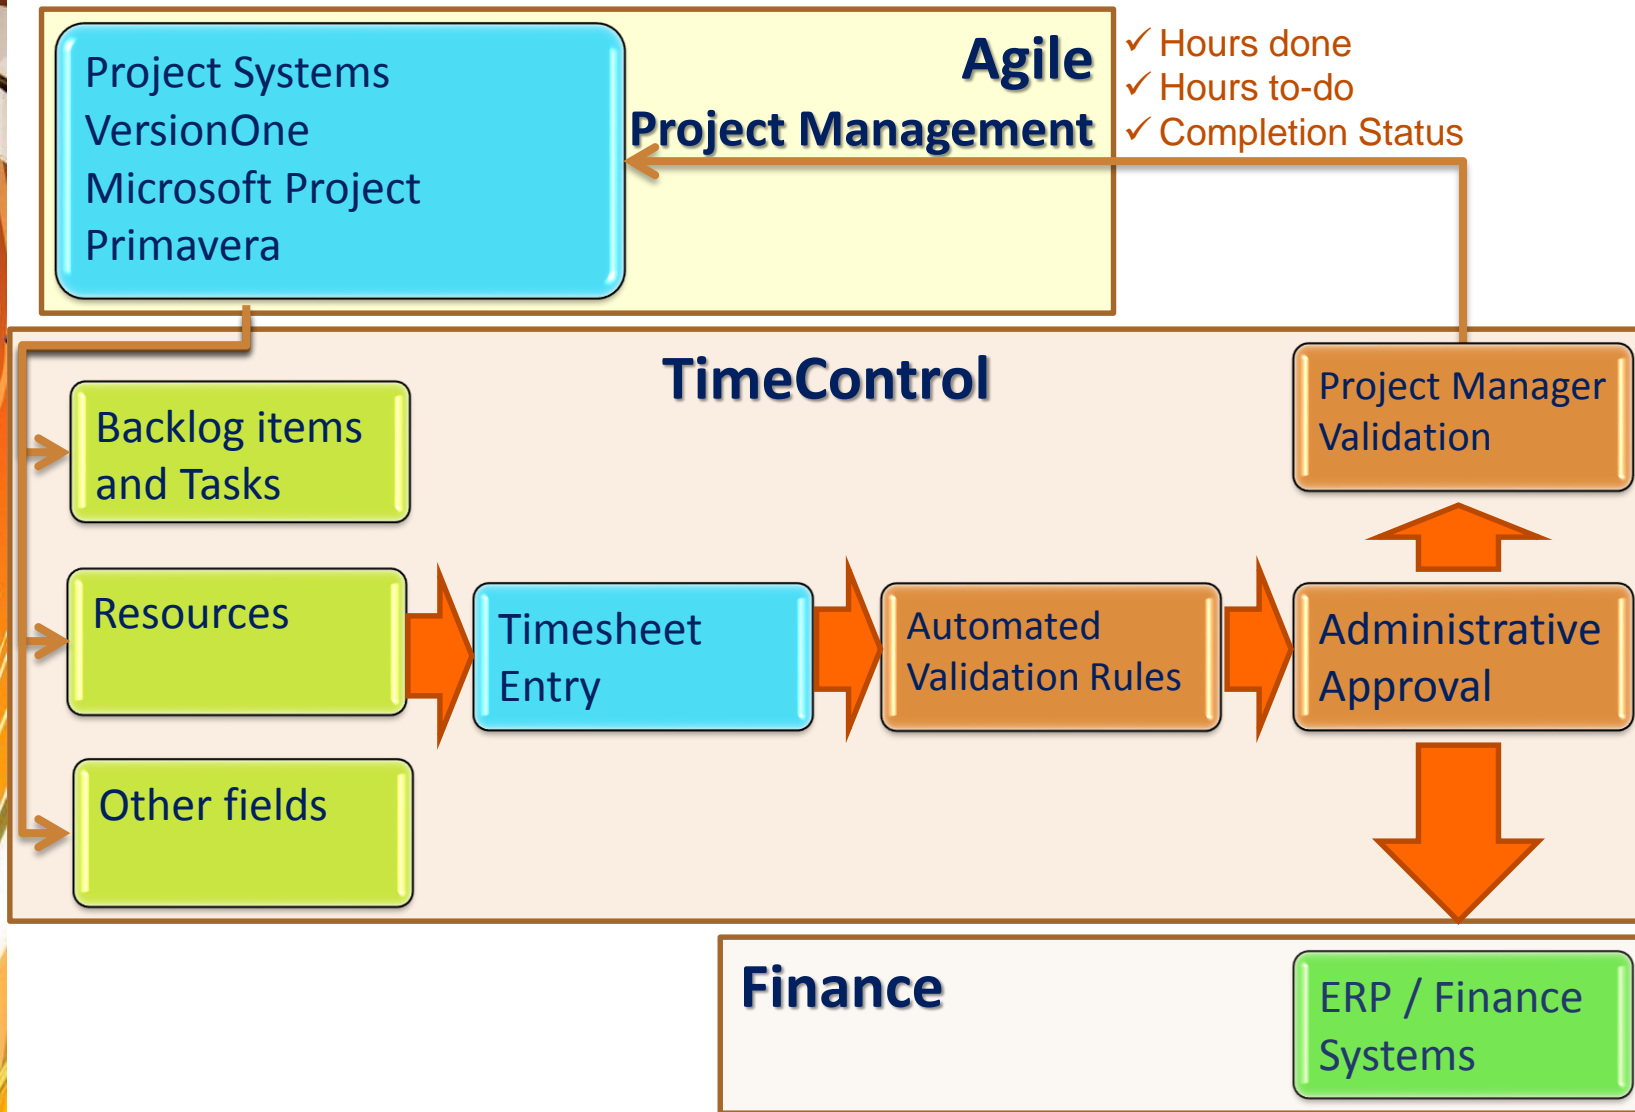 Project Systems
VersionOne
Microsoft Project
Primavera
Agile
Project Management
✓ Hours done
✓ Hours to-do
✓ Completion Status
TimeControl
Backlog items
and Tasks
Resources
Other fields
Timesheet
Entry
Automated
Validation Rules
Administrative
Approval
Project Manager
Validation
Finance
ERP / Finance
Systems